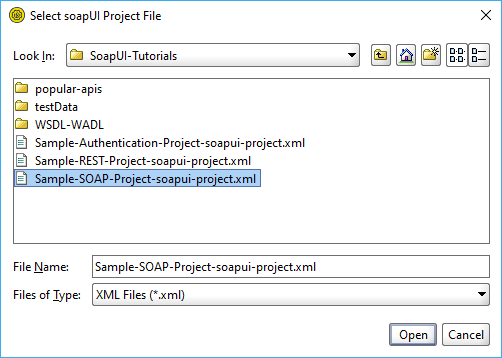 Select soapUI Project File
Look In: SoapUI-Tutorials
popular-apis
testData
WSDL-WADL
Sample-Authentication-Project-soapui-project.xml
Sample-REST-Project-soapui-project.xml
Sample-SOAP-Project-soapui-project.xml
File Name: Sample-SOAP-Project-soapui-project.xml
Files of Type: XML Files (*.xml)
Open Cancel